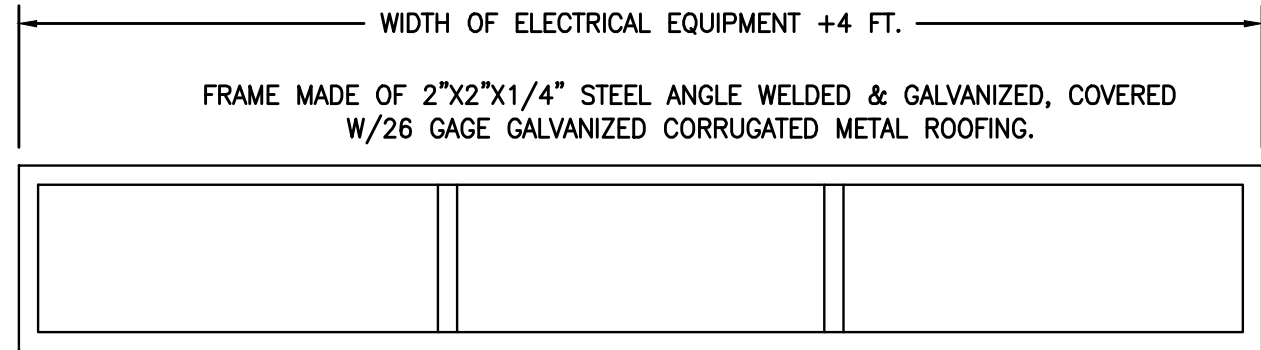 WIDTH OF ELECTRICAL EQUIPMENT +4 FT.
FRAME MADE OF 2"X2"X1/4" STEEL ANGLE WELDED & GALVANIZED, COVERED
W/26 GAGE GALVANIZED CORRUGATED METAL ROOFING.